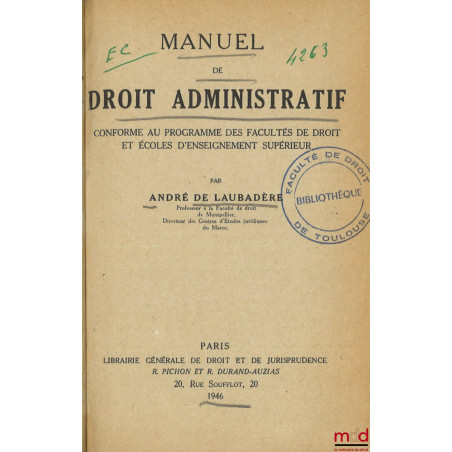 EC
4263
MANUEL
DE
DROIT ADMINISTRATIF
CONFORME AU PROGRAMME DES FACULTÉS DE DROIT
ET ÉCOLES D'ENSEIGNEMENT SUPÉRIEUR
PAR
ANDRÉ DE LAUBADÈRE
Professeur à la Faculté de droit
de Montpellier.
Directeur des Centres d'Études juridiques
du Maroc.
FACULTÉ DE DROIT
BIBLIOTHÈQUE
DE TOULOUSE
PARIS
LIBRAIRIE GÉNÉRALE DE DROIT ET DE JURISPRUDENCE
R. PICHON ET R. DURAND-AUZIAS
20, RUE SOUFFLOT, 20
1946
mdd